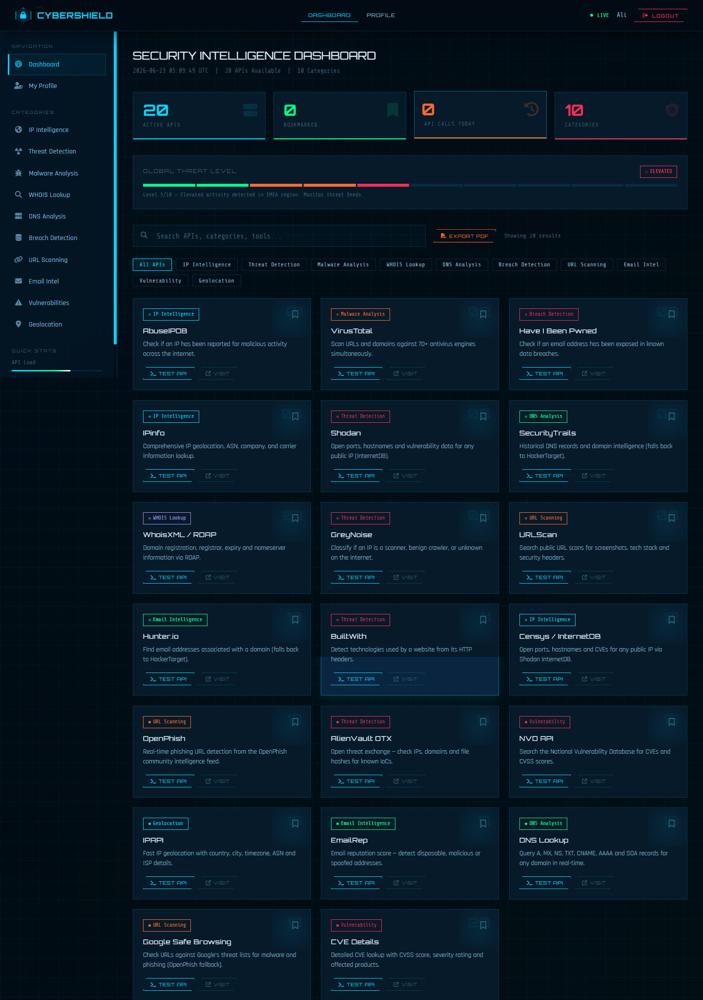 CYBERSHIELD
DASHBOARD PROFILE
LIVE Ali LOGOUT
NAVIGATION
Dashboard
My Profile
CATEGORIES
IP Intelligence
Threat Detection
Malware Analysis
WHOIS Lookup
DNS Analysis
Breach Detection
URL Scanning
Email Intel
Vulnerabilities
Geolocation
QUICK STATS
API Load
SECURITY INTELLIGENCE DASHBOARD
2026-06-23 05:09:49 UTC | 20 APIs Available | 10 Categories
20
ACTIVE APIS
0
BOOKMARKED
0
API CALLS TODAY
10
CATEGORIES
GLOBAL THREAT LEVEL
ELEVATED
Level 5/10 — Elevated activity detected in EMEA region. Monitor threat feeds.
Search APIs, categories, tools...
EXPORT PDF
Showing 20 results
All APIs IP Intelligence Threat Detection Malware Analysis WHOIS Lookup DNS Analysis Breach Detection URL Scanning Email Intel
Vulnerability Geolocation
IP Intelligence
01
AbuseIPDB
Check if an IP has been reported for malicious activity
across the internet.
TEST API VISIT
Malware Analysis
02
VirusTotal
Scan URLs and domains against 70+ antivirus engines
simultaneously.
TEST API VISIT
Breach Detection
03
Have I Been Pwned
Check if an email address has been exposed in known
data breaches.
TEST API VISIT
IP Intelligence
04
IPinfo
Comprehensive IP geolocation, ASN, company, and carrier
information lookup.
TEST API VISIT
Threat Detection
05
Shodan
Open ports, hostnames and vulnerability data for any
public IP (InternetDB).
TEST API VISIT
DNS Analysis
06
SecurityTrails
Historical DNS records and domain intelligence (falls back
to HackerTarget).
TEST API VISIT
WHOIS Lookup
07
WhoisXML / RDAP
Domain registration, registrar, expiry and nameserver
information via RDAP.
TEST API VISIT
Threat Detection
08
GreyNoise
Classify if an IP is a scanner, benign crawler, or unknown
on the internet.
TEST API VISIT
URL Scanning
09
URLScan
Search public URL scans for screenshots, tech stack and
security headers.
TEST API VISIT
Email Intelligence
10
Hunter.io
Find email addresses associated with a domain (falls back
to HackerTarget).
TEST API VISIT
Threat Detection
11
BuiltWith
Detect technologies used by a website from its HTTP
headers.
TEST API VISIT
IP Intelligence
12
Censys / InternetDB
Open ports, hostnames and CVEs for any public IP via
Shodan InternetDB.
TEST API VISIT
URL Scanning
13
OpenPhish
Real-time phishing URL detection from the OpenPhish
community intelligence feed.
TEST API VISIT
Threat Detection
14
AlienVault OTX
Open threat exchange — check IPs, domains and file
hashes for known IoCs.
TEST API VISIT
Vulnerability
15
NVD API
Search the National Vulnerability Database for CVEs and
CVSS scores.
TEST API VISIT
Geolocation
16
IPAPI
Fast IP geolocation with country, city, timezone, ASN and
ISP details.
TEST API VISIT
Email Intelligence
17
EmailRep
Email reputation score — detect disposable, malicious or
spoofed addresses.
TEST API VISIT
DNS Analysis
18
DNS Lookup
Query A, MX, NS, TXT, CNAME, AAAA and SOA records for
any domain in real-time.
TEST API VISIT
URL Scanning
19
Google Safe Browsing
Check URLs against Google's threat lists for malware and
phishing (OpenPhish fallback).
TEST API VISIT
Vulnerability
20
CVE Details
Detailed CVE lookup with CVSS score, severity rating and
affected products.
TEST API VISIT